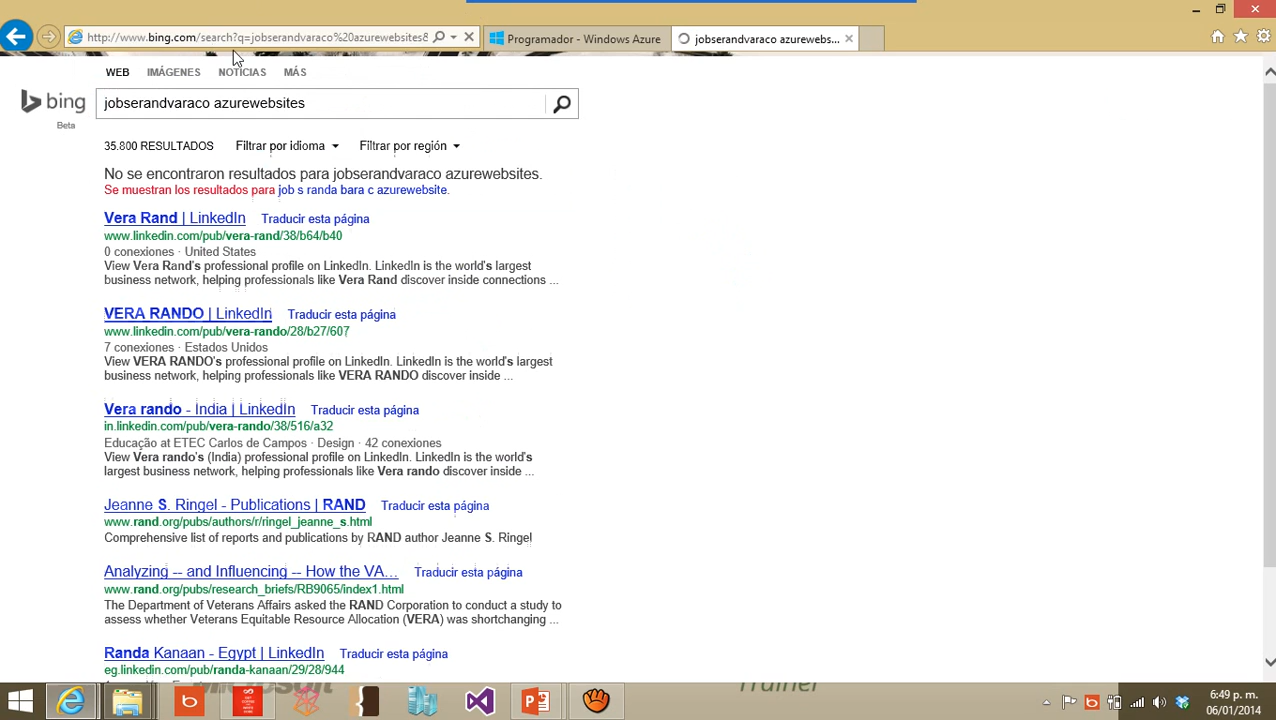 http://www.bing.com/search?q=jobserandvaraco%20azurewebsites&
Programador - Windows Azure
jobserandvaraco azurewebs...
WEB IMÁGENES NOTICIAS MÁS
bing
Beta
jobserandvaraco azurewebsites
35.800 RESULTADOS Filtrar por idioma Filtrar por región
No se encontraron resultados para jobserandvaraco azurewebsites.
Se muestran los resultados para job s randa bara c azurewebsite.
Vera Rand | LinkedIn Traducir esta página
www.linkedin.com/pub/vera-rand/38/b64/b40
0 conexiones · United States
View Vera Rand's professional profile on LinkedIn. LinkedIn is the world's largest
business network, helping professionals like Vera Rand discover inside connections ...
VERA RANDO | LinkedIn Traducir esta página
www.linkedin.com/pub/vera-rando/28/b27/607
7 conexiones · Estados Unidos
View VERA RANDO's professional profile on LinkedIn. LinkedIn is the world's largest
business network, helping professionals like VERA RANDO discover inside ...
Vera rando - India | LinkedIn Traducir esta página
in.linkedin.com/pub/vera-rando/38/516/a32
Educação at ETEC Carlos de Campos · Design · 42 conexiones
View Vera rando's (India) professional profile on LinkedIn. LinkedIn is the world's
largest business network, helping professionals like Vera rando discover inside ...
Jeanne S. Ringel - Publications | RAND Traducir esta página
www.rand.org/pubs/authors/r/ringel_jeanne_s.html
Comprehensive list of reports and publications by RAND author Jeanne S. Ringel
Analyzing -- and Influencing -- How the VA... Traducir esta página
www.rand.org/pubs/research_briefs/RB9065/index1.html
The Department of Veterans Affairs asked the RAND Corporation to conduct a study to
assess whether Veterans Equitable Resource Allocation (VERA) was shortchanging ...
Randa Kanaan - Egypt | LinkedIn Traducir esta página
eg.linkedin.com/pub/randa-kanaan/29/28/944
Microsoft
Trainer
6:49 p. m.
06/01/2014